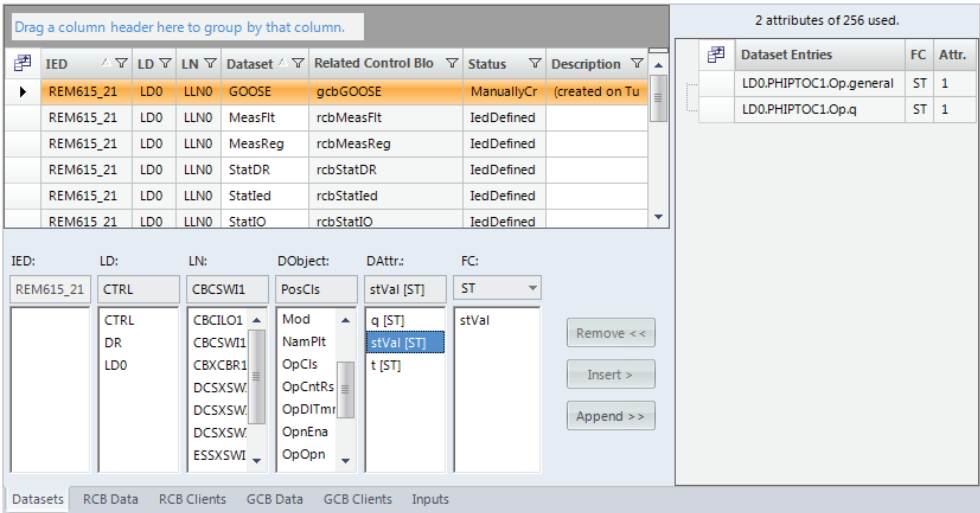 Drag a column header here to group by that column.
IED LD LN Dataset Related Control Blo Status Description
REM615_21 LD0 LLN0 GOOSE gcbGOOSE ManuallyCr (created on Tu
REM615_21 LD0 LLN0 MeasFlt rcbMeasFlt IedDefined
REM615_21 LD0 LLN0 MeasReg rcbMeasReg IedDefined
REM615_21 LD0 LLN0 StatDR rcbStatDR IedDefined
REM615_21 LD0 LLN0 StatIed rcbStatIed IedDefined
REM615_21 LD0 LLN0 StatIO rcbStatIO IedDefined
2 attributes of 256 used.
Dataset Entries FC Attr.
LD0.PHIPTOC1.Op.general ST 1
LD0.PHIPTOC1.Op.q ST 1
IED: LD: LN: DObject: DAttr.: FC:
REM615_21 CTRL CBCSWI1 PosCls stVal [ST] ST
CTRL CBCILO1 Mod q [ST] stVal
DR CBCSWI1 NamPlt stVal [ST]
LD0 CBXCBR1 OpCls t [ST]
DCSXSW OpCntRs
DCSXSW OpDlTmr
DCSXSW OpnEna
ESSXSWI OpOpn
Remove <<
Insert >
Append >>
Datasets RCB Data RCB Clients GCB Data GCB Clients Inputs